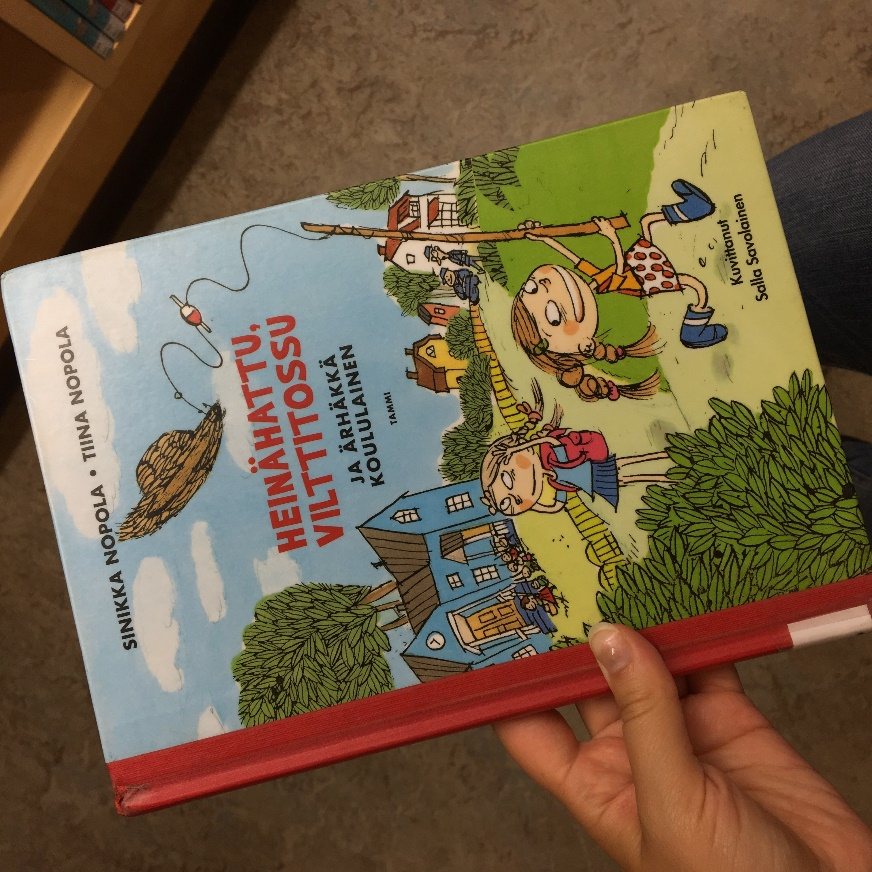 SINIKKA NOPOLA • TIINA NOPOLA
HEINÄHATTU,
VILTTITOSSU
JA ÄRHÄKKÄ
KOULULAINEN
TAMMI
Kuvittanut
Salla Savolainen